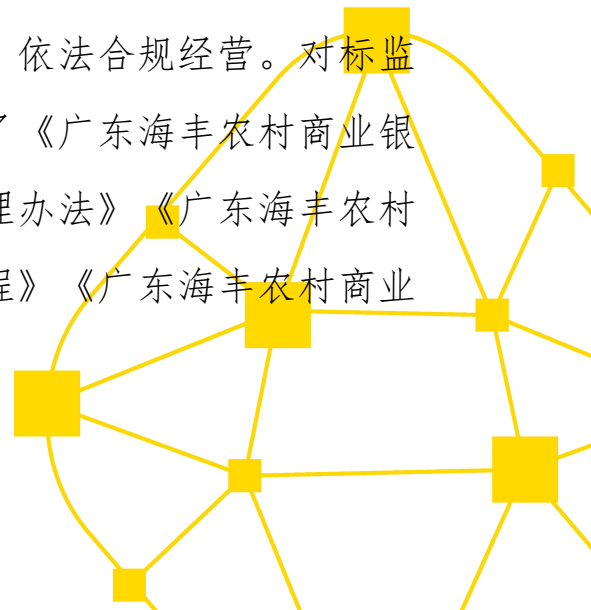 依法合规经营。对标监
了《广东海丰农村商业银
理办法》《广东海丰农村
程》《广东海丰农村商业